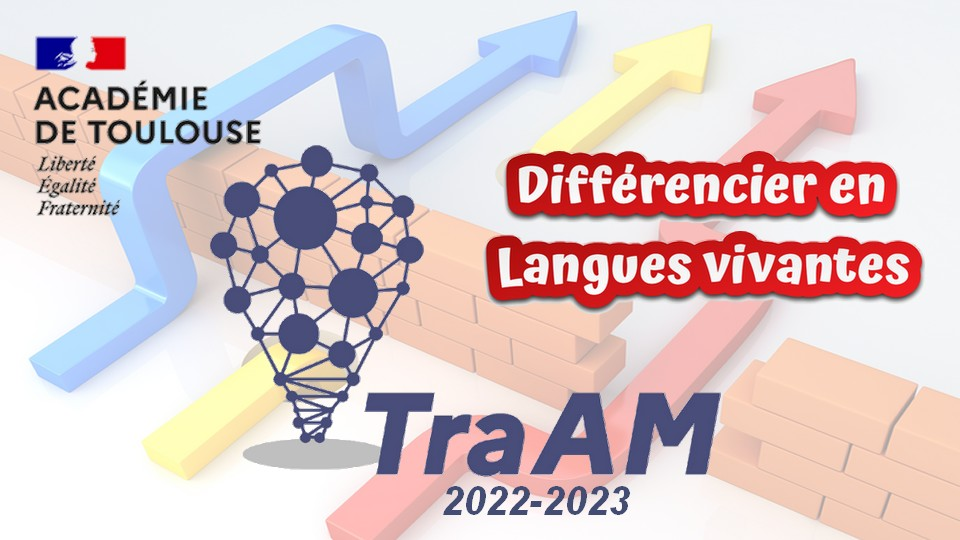 ACADÉMIE
DE TOULOUSE
Liberté
Égalité
Fraternité
Différencier en
Langues vivantes
TraAM
2022-2023